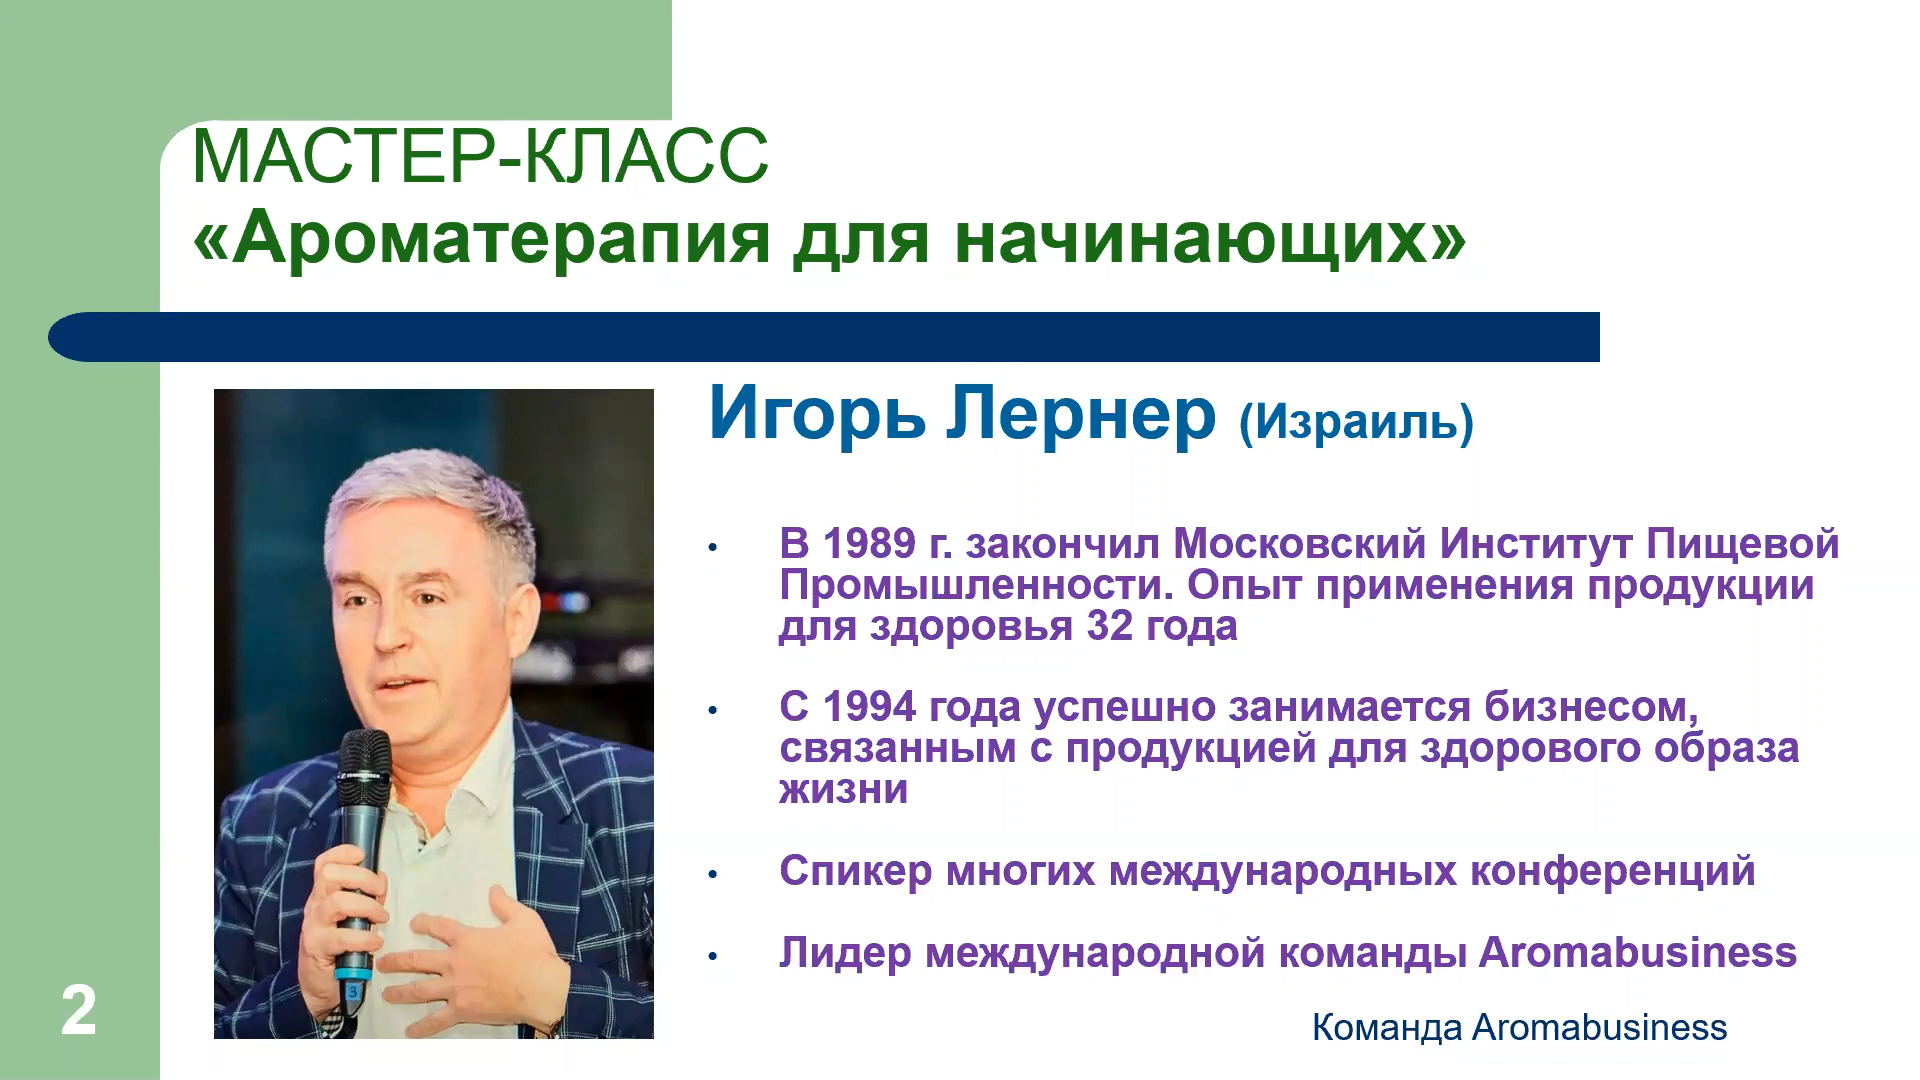 МАСТЕР-КЛАСС
«Ароматерапия для начинающих»
Игорь Лернер (Израиль)
• В 1989 г. закончил Московский Институт Пищевой
Промышленности. Опыт применения продукции
для здоровья 32 года
• С 1994 года успешно занимается бизнесом,
связанным с продукцией для здорового образа
жизни
• Спикер многих международных конференций
• Лидер международной команды Aromabusiness
3
2
Команда Aromabusiness